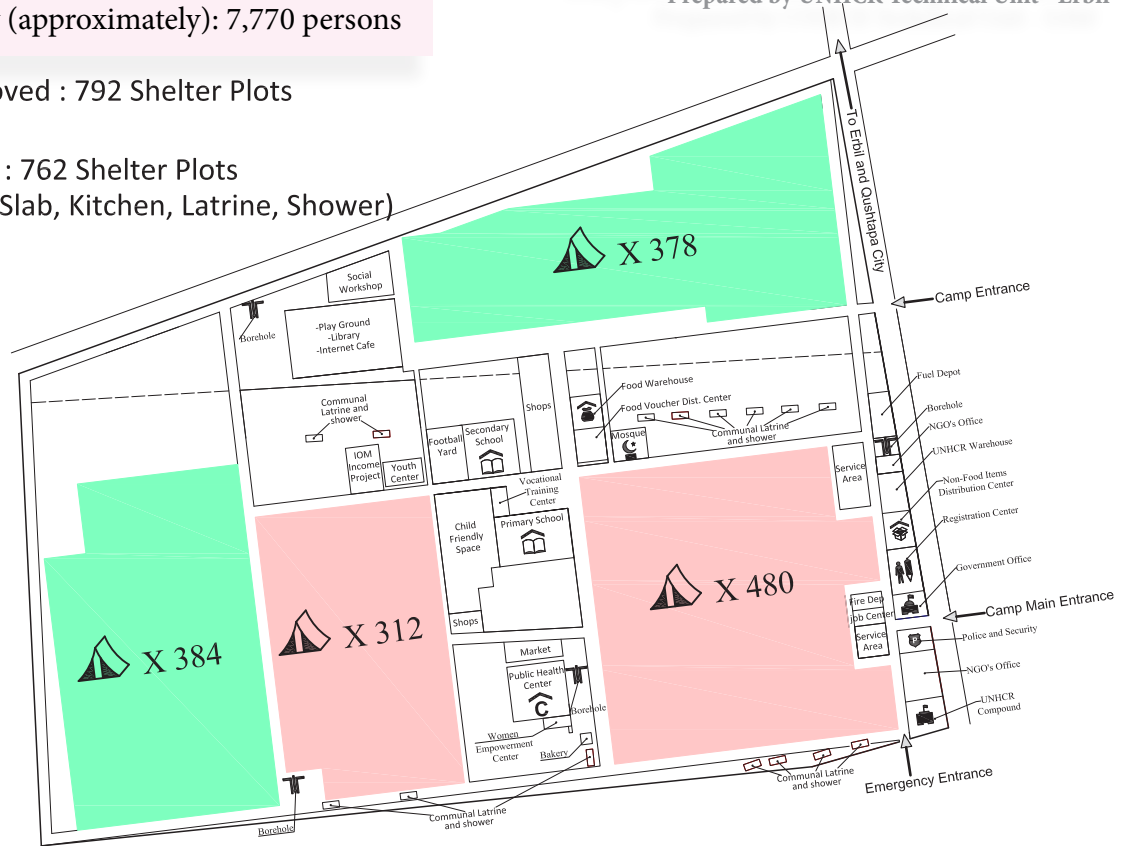 y (approximately): 7,770 persons
Prepared by UNHCR Technical Unit - Erbil
oved : 792 Shelter Plots
: 762 Shelter Plots
Slab, Kitchen, Latrine, Shower)
To Erbil and Qushtapa City
X 378
Camp Entrance
Social
Workshop
Borehole
-Play Ground
-Library
-Internet Cafe
Communal
Latrine and
shower
IOM
Income
Project
Youth
Center
Football
Yard
Secondary
School
Shops
Food Warehouse
Food Voucher Dist. Center
Mosque
Communal Latrine
and shower
Service
Area
Fuel Depot
Borehole
NGO's Office
UNHCR Warehouse
Non-Food Items
Distribution Center
Registration Center
Government Office
Camp Main Entrance
Vocational
Training
Center
Child
Friendly
Space
Primary School
Shops
X 384
X 312
X 480
Fire Dep
job Center
Service
Area
P
Police and Security
NGO's Office
UNHCR
Compound
Market
Public Health
Center
C
Borehole
Women
Empowerment
Center
Bakery
Communal Latrine
and shower
Emergency Entrance
Communal Latrine
and shower
Borehole